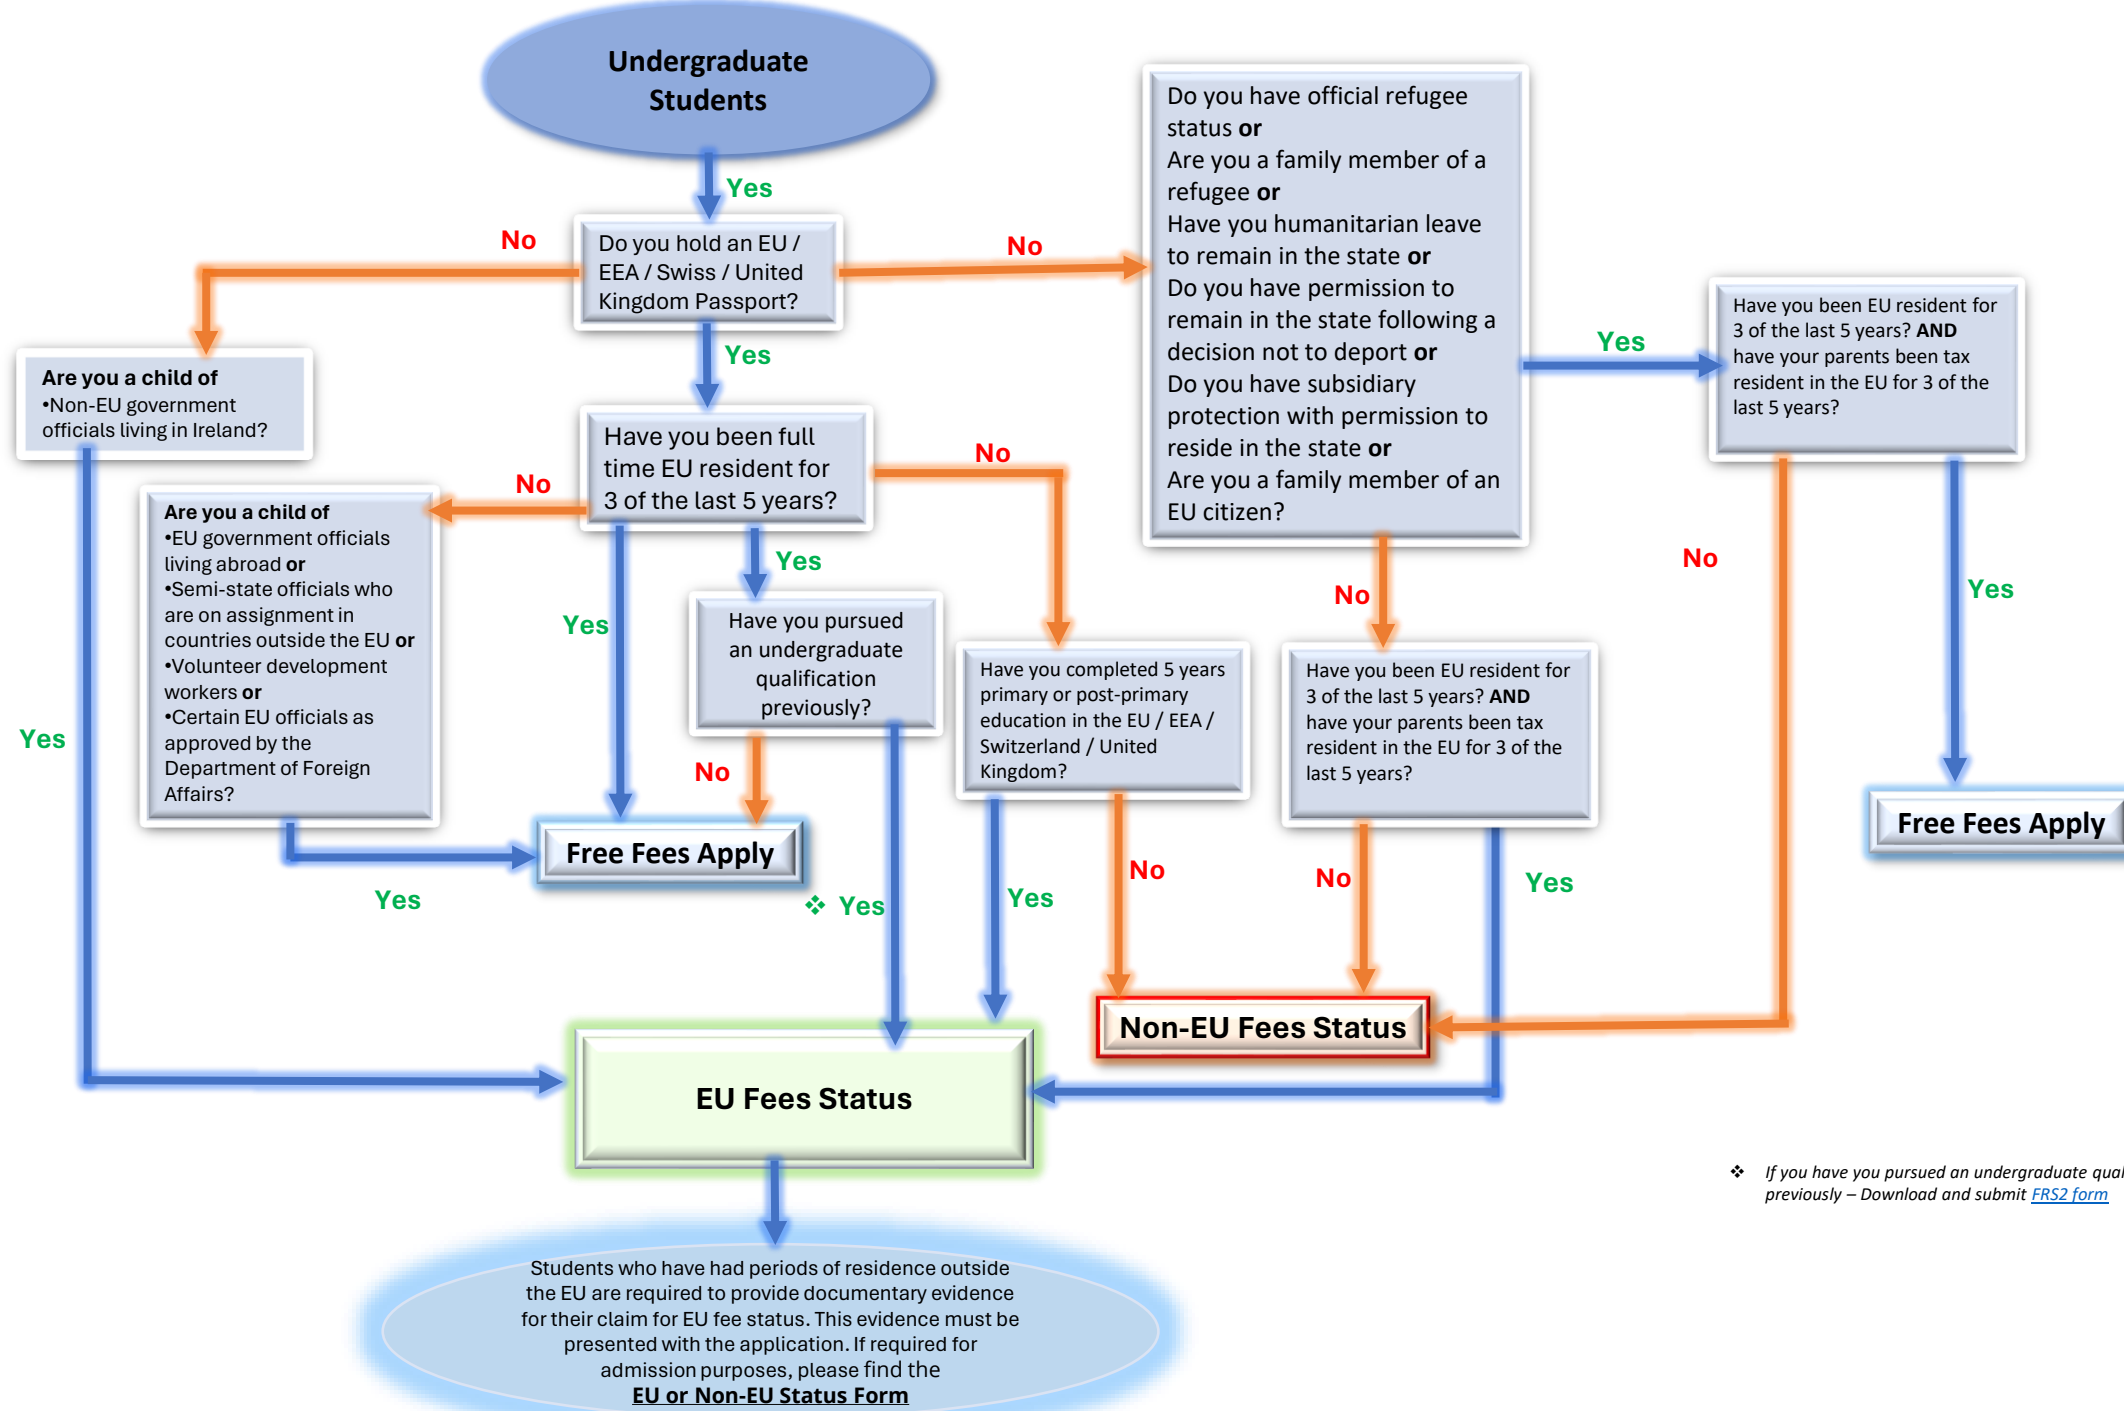 Undergraduate
Students
Yes
No
Do you hold an EU /
EEA / Swiss / United
Kingdom Passport?
No
Yes
Are you a child of
•Non-EU government
officials living in Ireland?
Yes
Do you have official refugee
status or
Are you a family member of a
refugee or
Have you humanitarian leave
to remain in the state or
Do you have permission to
remain in the state following a
decision not to deport or
Do you have subsidiary
protection with permission to
reside in the state or
Are you a family member of an
EU citizen?
Yes
Have you been EU resident for
3 of the last 5 years? AND
have your parents been tax
resident in the EU for 3 of the
last 5 years?
No
Yes
Free Fees Apply
Have you been full
time EU resident for
3 of the last 5 years?
No
No
Yes
Yes
Are you a child of
•EU government officials
living abroad or
•Semi-state officials who
are on assignment in
countries outside the EU or
•Volunteer development
workers or
•Certain EU officials as
approved by the
Department of Foreign
Affairs?
Yes
Have you pursued
an undergraduate
qualification
previously?
No
❖ Yes
Free Fees Apply
Have you completed 5 years
primary or post-primary
education in the EU / EEA /
Switzerland / United
Kingdom?
Yes
No
No
Have you been EU resident for
3 of the last 5 years? AND
have your parents been tax
resident in the EU for 3 of the
last 5 years?
No
Yes
Non-EU Fees Status
EU Fees Status
❖ If you have you pursued an undergraduate qual
previously – Download and submit FRS2 form
Students who have had periods of residence outside
the EU are required to provide documentary evidence
for their claim for EU fee status. This evidence must be
presented with the application. If required for
admission purposes, please find the
EU or Non-EU Status Form